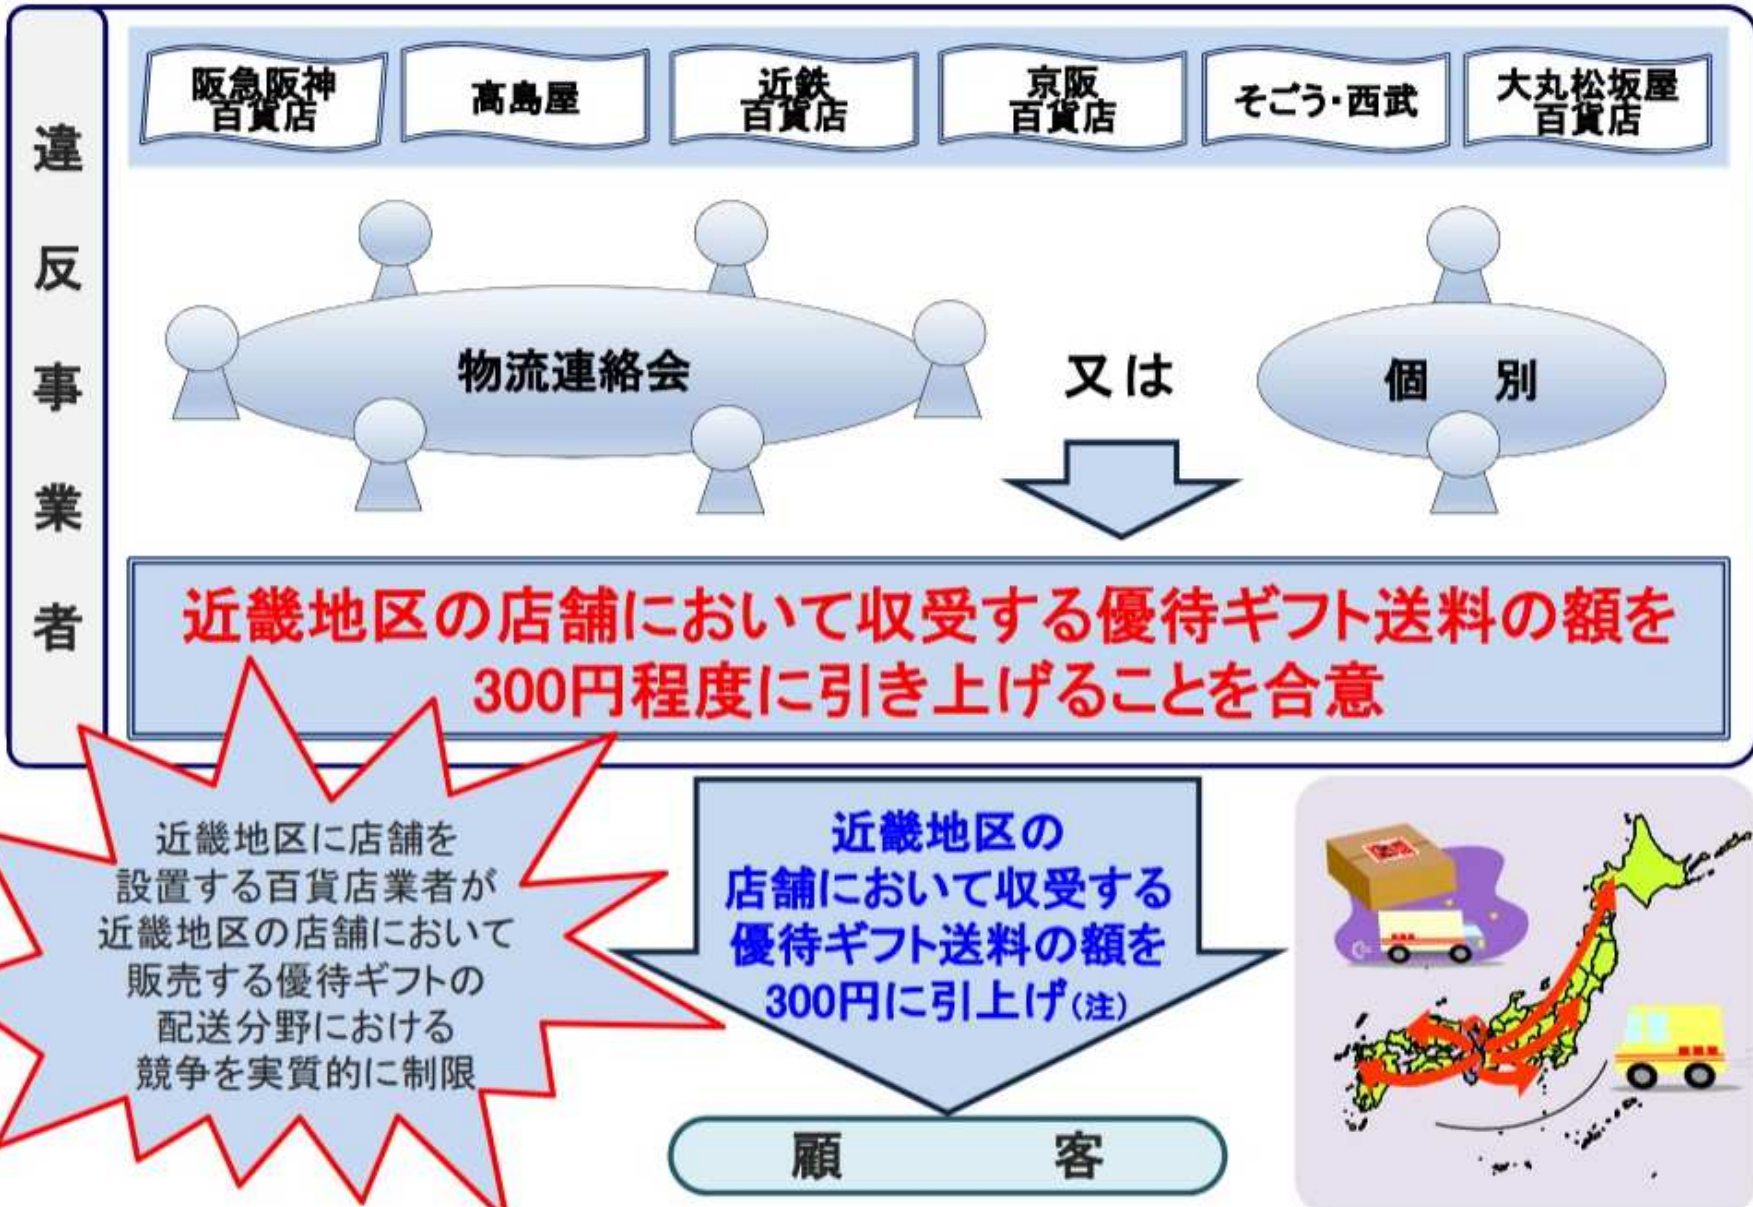 違反事業者
阪急阪神
百貨店
高島屋
近鉄
百貨店
京阪
百貨店
そごう・西武
大丸松坂屋
百貨店
物流連絡会
又は
個 別
近畿地区の店舗において収受する優待ギフト送料の額を
300円程度に引き上げることを合意
近畿地区に店舗を
設置する百貨店業者が
近畿地区の店舗において
販売する優待ギフトの
配送分野における
競争を実質的に制限
近畿地区の
店舗において収受する
優待ギフト送料の額を
300円に引上げ(注)
顧 客